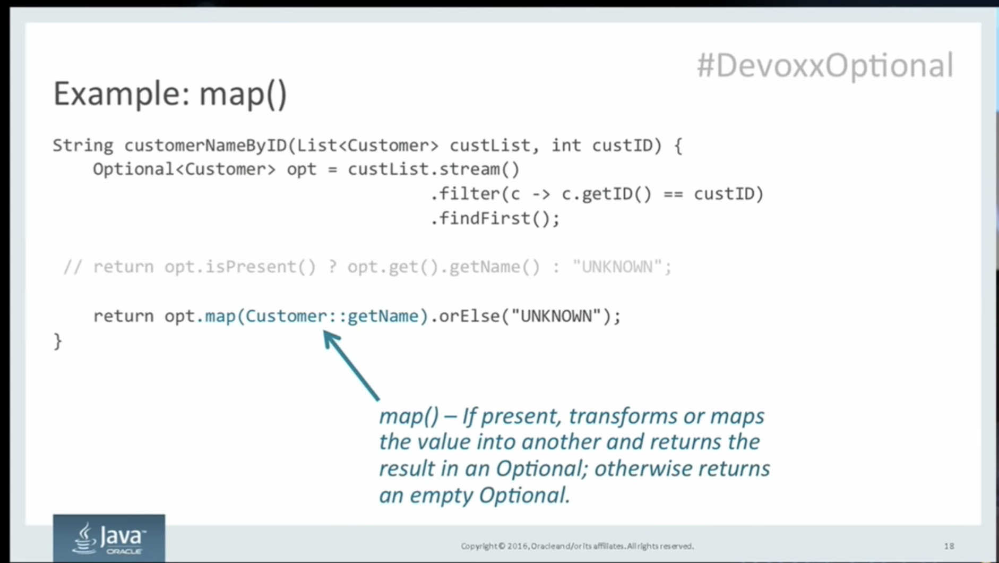 #DevoxxOptional
Example: map()
String customerNameByID(List<Customer> custList, int custID) {
    Optional<Customer> opt = custList.stream()
                                     .filter(c -> c.getID() == custID)
                                     .findFirst();
 // return opt.isPresent() ? opt.get().getName() : "UNKNOWN";
    return opt.map(Customer::getName).orElse("UNKNOWN");
}
map() – If present, transforms or maps
the value into another and returns the
result in an Optional; otherwise returns
an empty Optional.
Java™
ORACLE
Copyright © 2016, Oracle and/or its affiliates. All rights reserved.
18